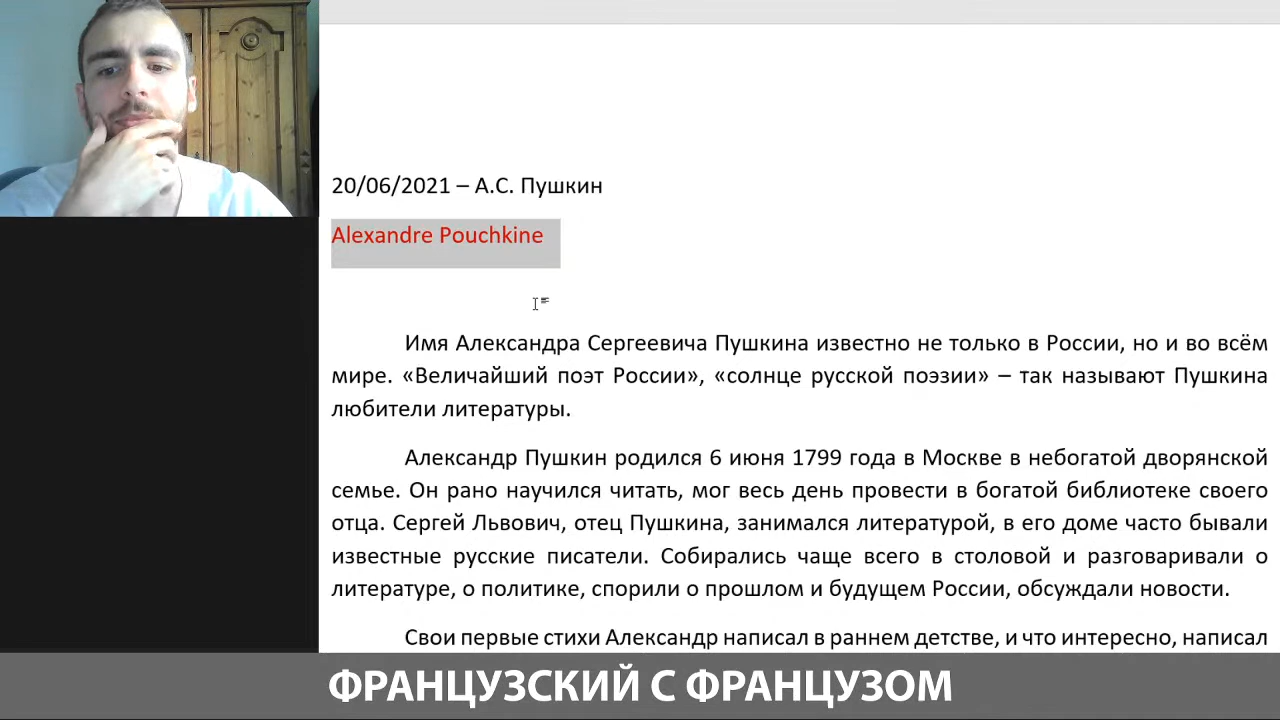 20/06/2021 – А.С. Пушкин
Alexandre Pouchkine
Имя Александра Сергеевича Пушкина известно не только в России, но и во всём
мире. «Величайший поэт России», «солнце русской поэзии» – так называют Пушкина
любители литературы.
Александр Пушкин родился 6 июня 1799 года в Москве в небогатой дворянской
семье. Он рано научился читать, мог весь день провести в богатой библиотеке своего
отца. Сергей Львович, отец Пушкина, занимался литературой, в его доме часто бывали
известные русские писатели. Собирались чаще всего в столовой и разговаривали о
литературе, о политике, спорили о прошлом и будущем России, обсуждали новости.
Свои первые стихи Александр написал в раннем детстве, и что интересно, написал
ФРАНЦУЗСКИЙ С ФРАНЦУЗОМ